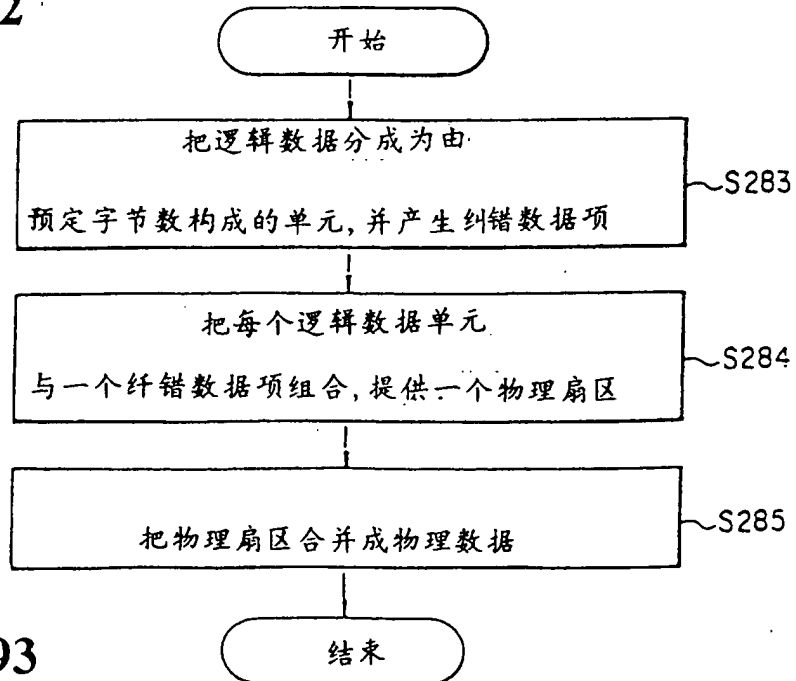 2
开始
把逻辑数据分成为由
预定字节数构成的单元,并产生纠错数据项
S283
把每个逻辑数据单元
与一个纤错数据项组合,提供一个物理扇区
S284
把物理扇区合并成物理数据
S285
结束
93